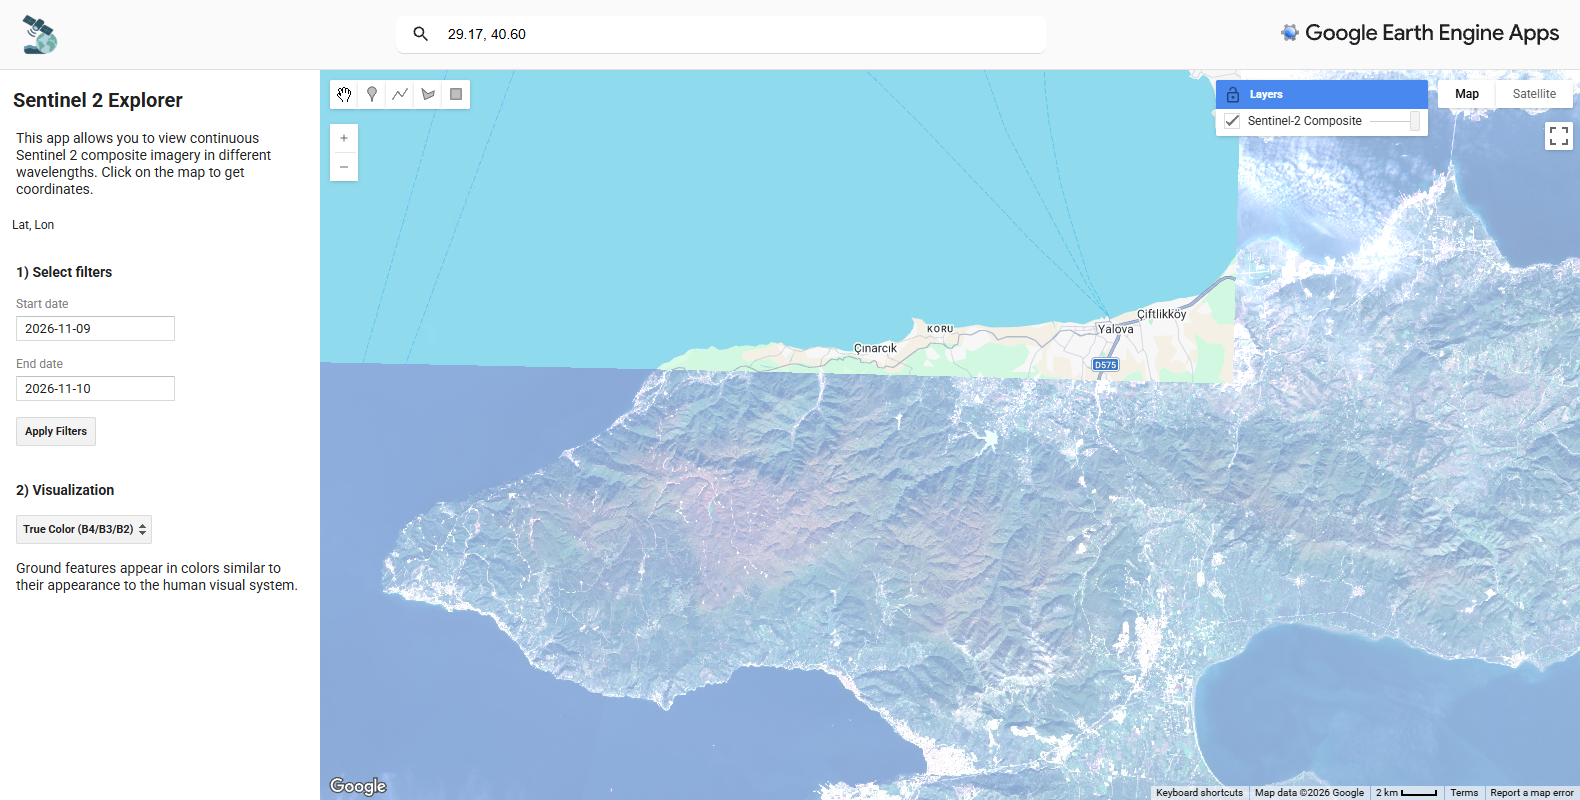 29.17, 40.60
Google Earth Engine Apps
Sentinel 2 Explorer
This app allows you to view continuous
Sentinel 2 composite imagery in different
wavelengths. Click on the map to get
coordinates.
Lat, Lon
1) Select filters
Start date
2026-11-09
End date
2026-11-10
Apply Filters
2) Visualization
True Color (B4/B3/B2)
Ground features appear in colors similar to
their appearance to the human visual system.
+
−
Layers
Sentinel-2 Composite
Map
Satellite
Çiftlikköy
KORU
Yalova
Çınarcık
D575
Google
Keyboard shortcuts
Map data ©2026 Google
2 km
Terms
Report a map error